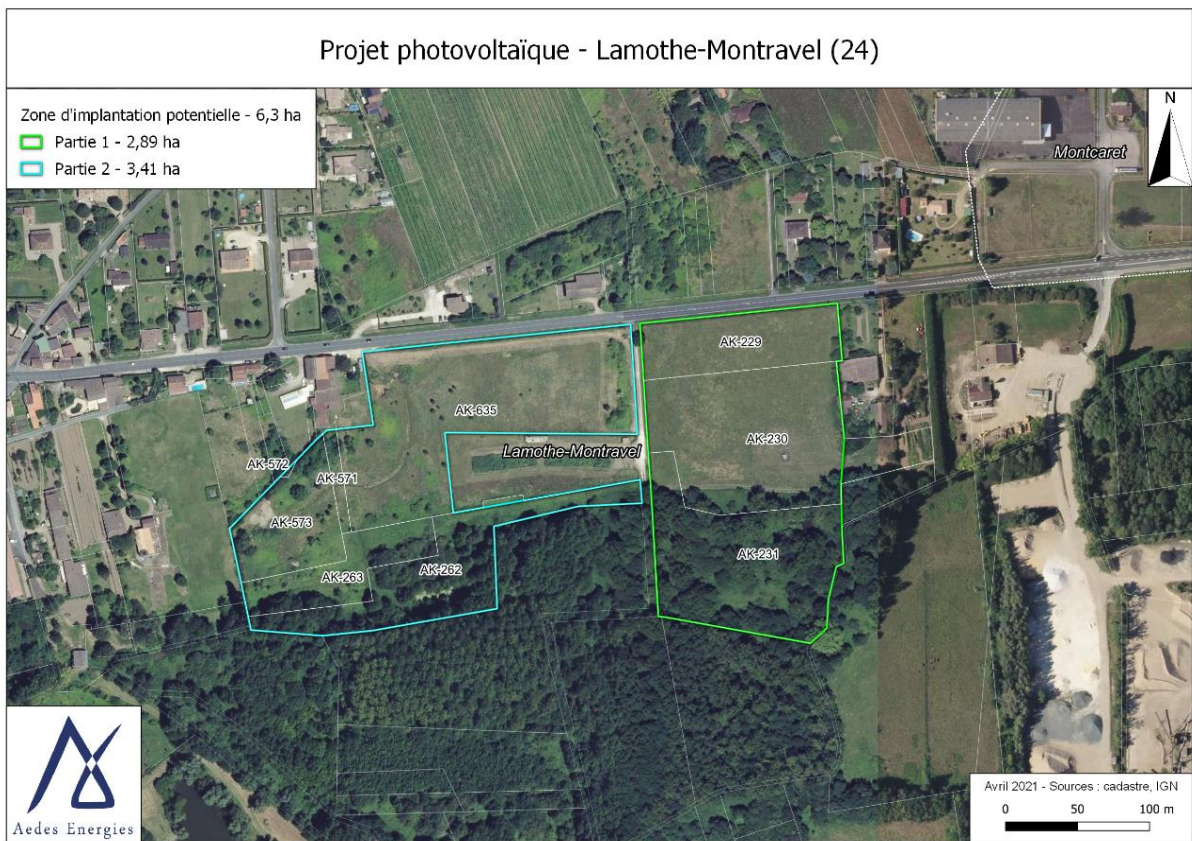 Projet photovoltaïque - Lamothe-Montravel (24)
Zone d'implantation potentielle - 6,3 ha
Partie 1 - 2,89 ha
Partie 2 - 3,41 ha
N
Montcaret
AK-229
AK-635
AK-230
Lamothe-Montravel
AK-572
AK-571
AK-573
AK-231
AK-263
AK-262
Aedes Energies
Avril 2021 - Sources : cadastre, IGN
0 50 100 m